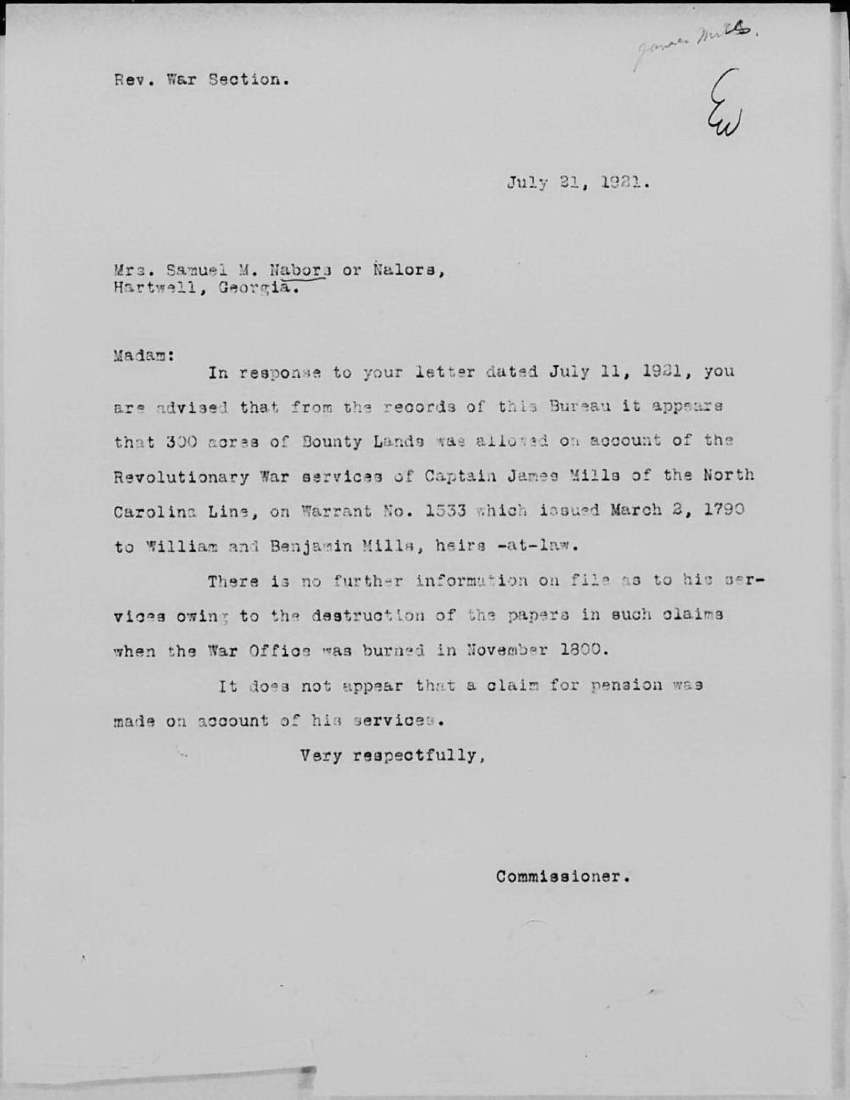 James Mills.
Rev. War Section.
July 21, 1921.
Mrs. Samuel M. Nabors or Nalors,
Hartwell, Georgia.
Madam:
In response to your letter dated July 11, 1921, you
are advised that from the records of this Bureau it appears
that 300 acres of Bounty Lands was allowed on account of the
Revolutionary War services of Captain James Mills of the North
Carolina Line, on Warrant No. 1533 which issued March 2, 1790
to William and Benjamin Mills, heirs -at-law.
There is no further information on file as to his ser-
vices owing to the destruction of the papers in such claims
when the War Office was burned in November 1800.
It does not appear that a claim for pension was
made on account of his services.
Very respectfully,
Commissioner.